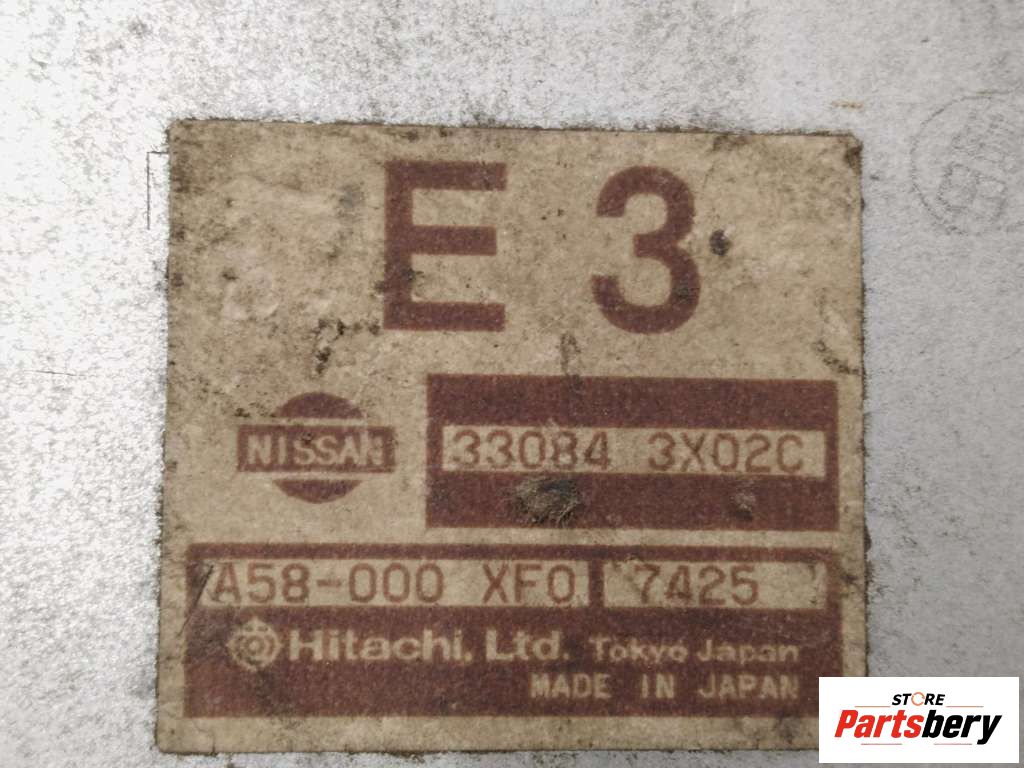 E 3
NISSAN
33084 3X02C
A58-000 XF0 7425
Hitachi, Ltd. Tokyo Japan
MADE IN JAPAN
STORE
Partsbery